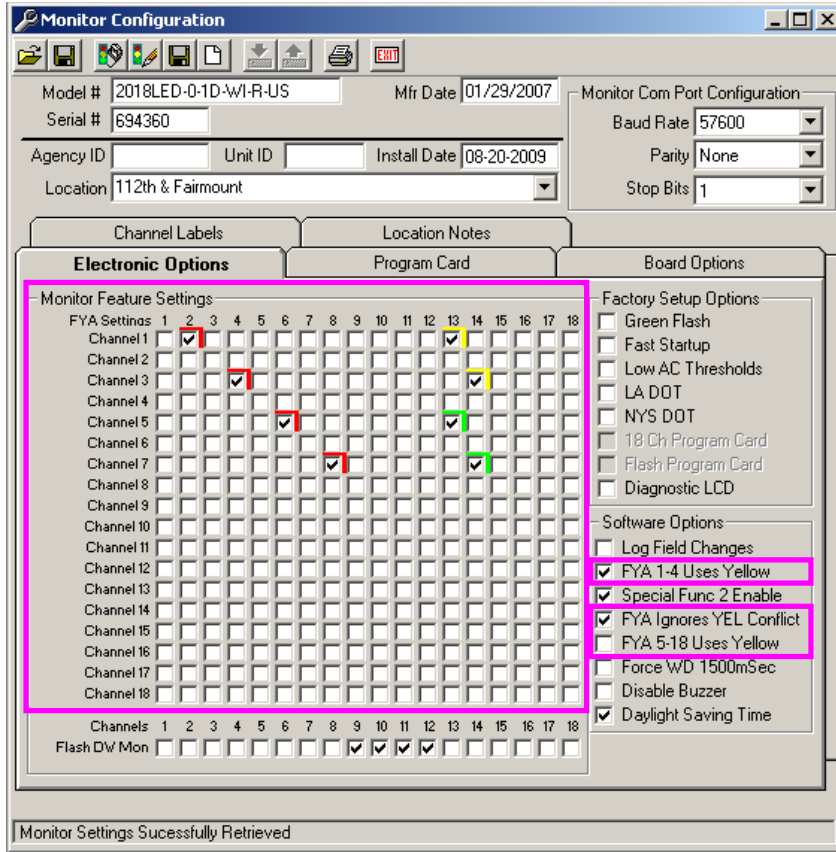 Monitor Configuration
EXIT
Model # 2018LED-0-1D-WI-R-US Mfr Date 01/29/2007
Serial # 694360
Monitor Com Port Configuration
Baud Rate 57600
Parity None
Stop Bits 1
Agency ID Unit ID Install Date 08-20-2009
Location 112th & Fairmount
Channel Labels Location Notes
Electronic Options Program Card Board Options
Monitor Feature Settings
FYA Settings 1 2 3 4 5 6 7 8 9 10 11 12 13 14 15 16 17 18
Channel 1
Channel 2
Channel 3
Channel 4
Channel 5
Channel 6
Channel 7
Channel 8
Channel 9
Channel 10
Channel 11
Channel 12
Channel 13
Channel 14
Channel 15
Channel 16
Channel 17
Channel 18
Channels 1 2 3 4 5 6 7 8 9 10 11 12 13 14 15 16 17 18
Flash DW Mon
Factory Setup Options
Green Flash
Fast Startup
Low AC Thresholds
LA DOT
NYS DOT
18 Ch Program Card
Flash Program Card
Diagnostic LCD
Software Options
Log Field Changes
FYA 1-4 Uses Yellow
Special Func 2 Enable
FYA Ignores YEL Conflict
FYA 5-18 Uses Yellow
Force WD 1500mSec
Disable Buzzer
Daylight Saving Time
Monitor Settings Sucessfully Retrieved